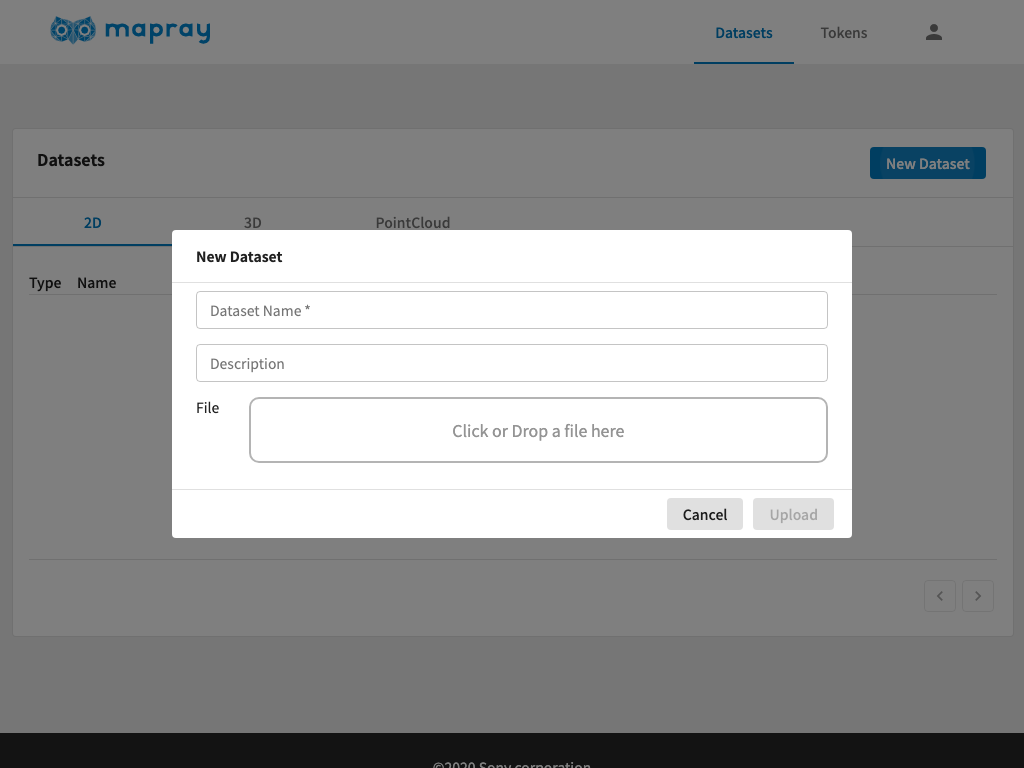 mapray
Datasets Tokens
Datasets
New Dataset
2D 3D PointCloud
Type Name
New Dataset
Dataset Name *
Description
File
Click or Drop a file here
Cancel Upload
©2020 Sony corporation